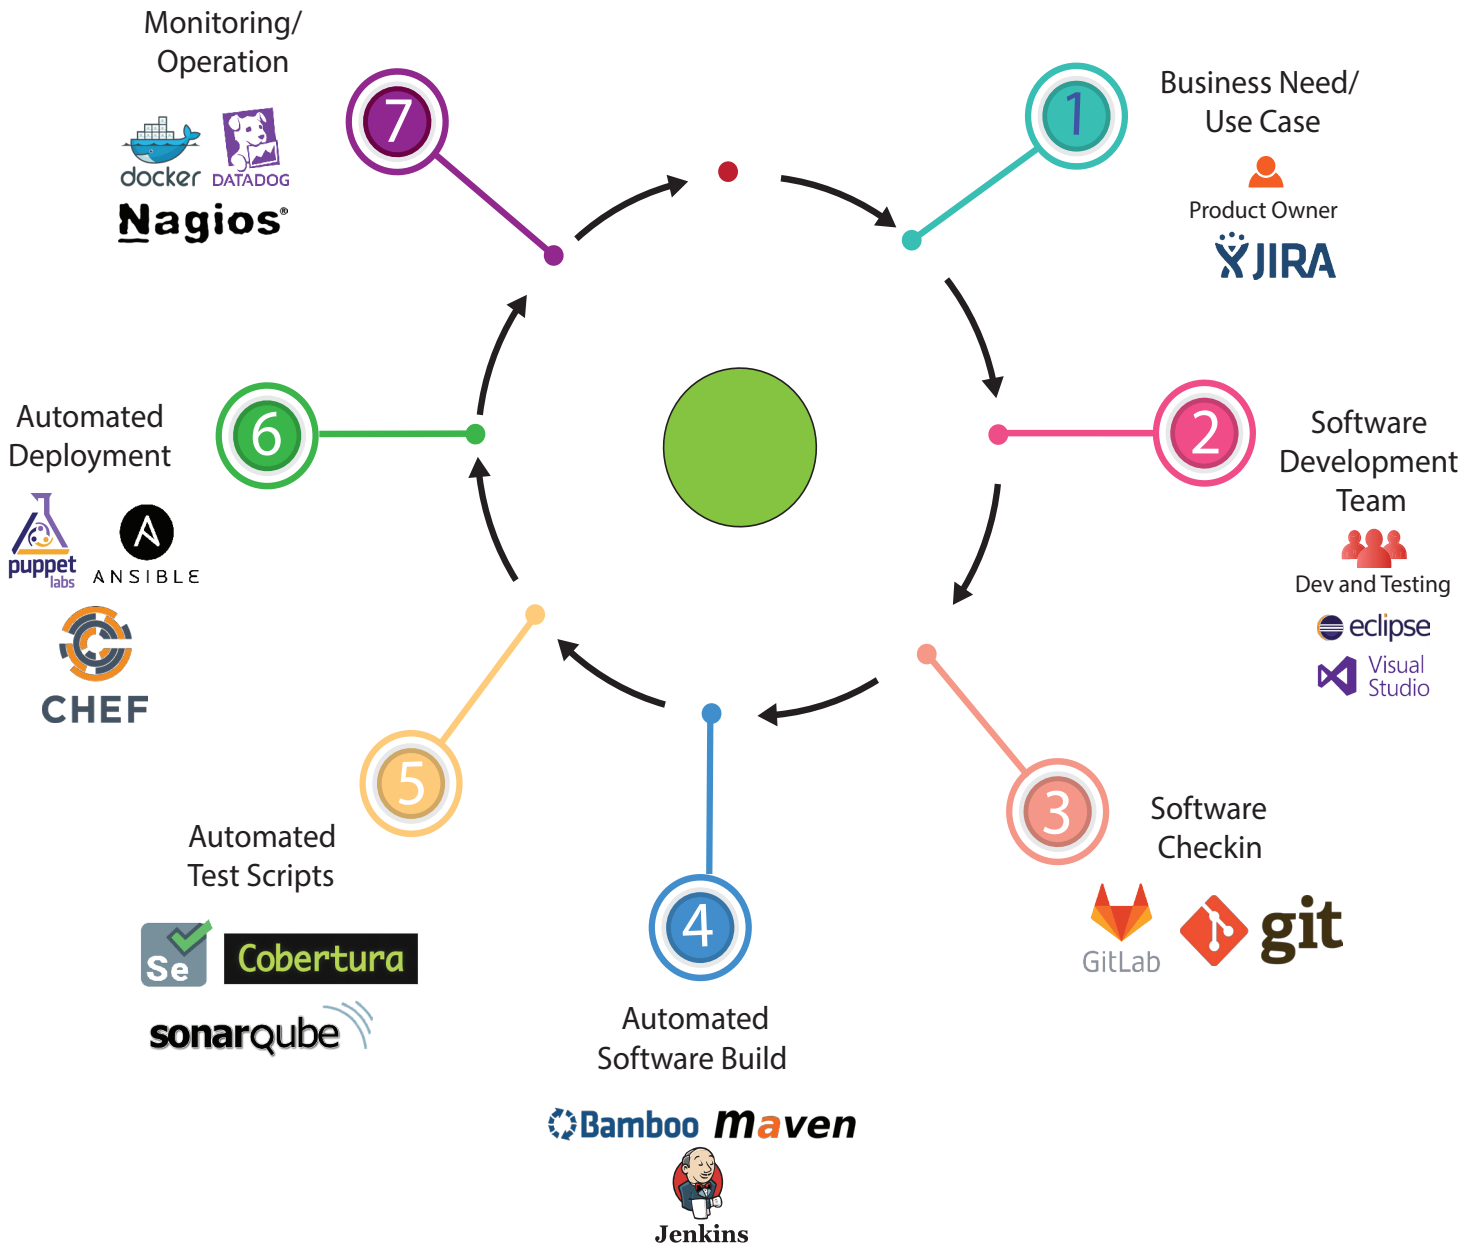 1
Business Need/
Use Case
Product Owner
JIRA
2
Software
Development
Team
Dev and Testing
eclipse
Visual
Studio
3
Software
Checkin
GitLab
git
4
Automated
Software Build
Bamboo
maven
Jenkins
5
Automated
Test Scripts
Se
Cobertura
sonarqube
6
Automated
Deployment
puppet
labs
ANSIBLE
CHEF
7
Monitoring/
Operation
docker
DATADOG
Nagios®